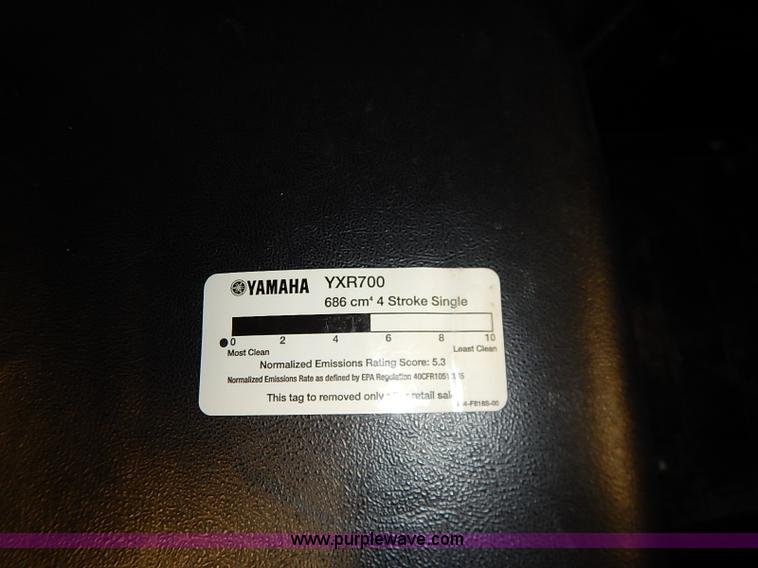 YAMAHA YXR700
686 cm⁴ 4 Stroke Single
0 2 4 6 8 10
Most Clean Least Clean
Normalized Emissions Rating Score: 5.3
Normalized Emissions Rate as defined by EPA Regulation
This tag to removed only retail
www.purplewave.com